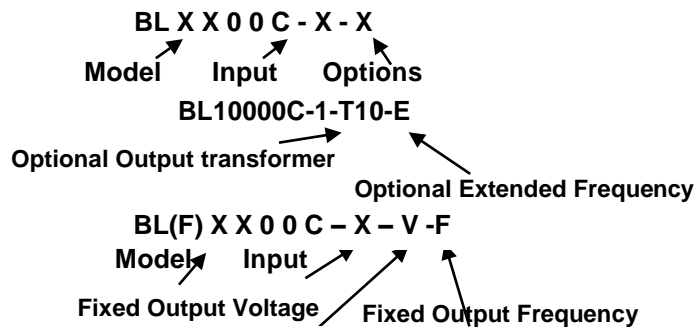 BL X X 0 0 C - X - X
Model Input Options
BL10000C-1-T10-E
Optional Output transformer
Optional Extended Frequency
BL(F) X X 0 0 C – X – V -F
Model Input
Fixed Output Voltage Fixed Output Frequency